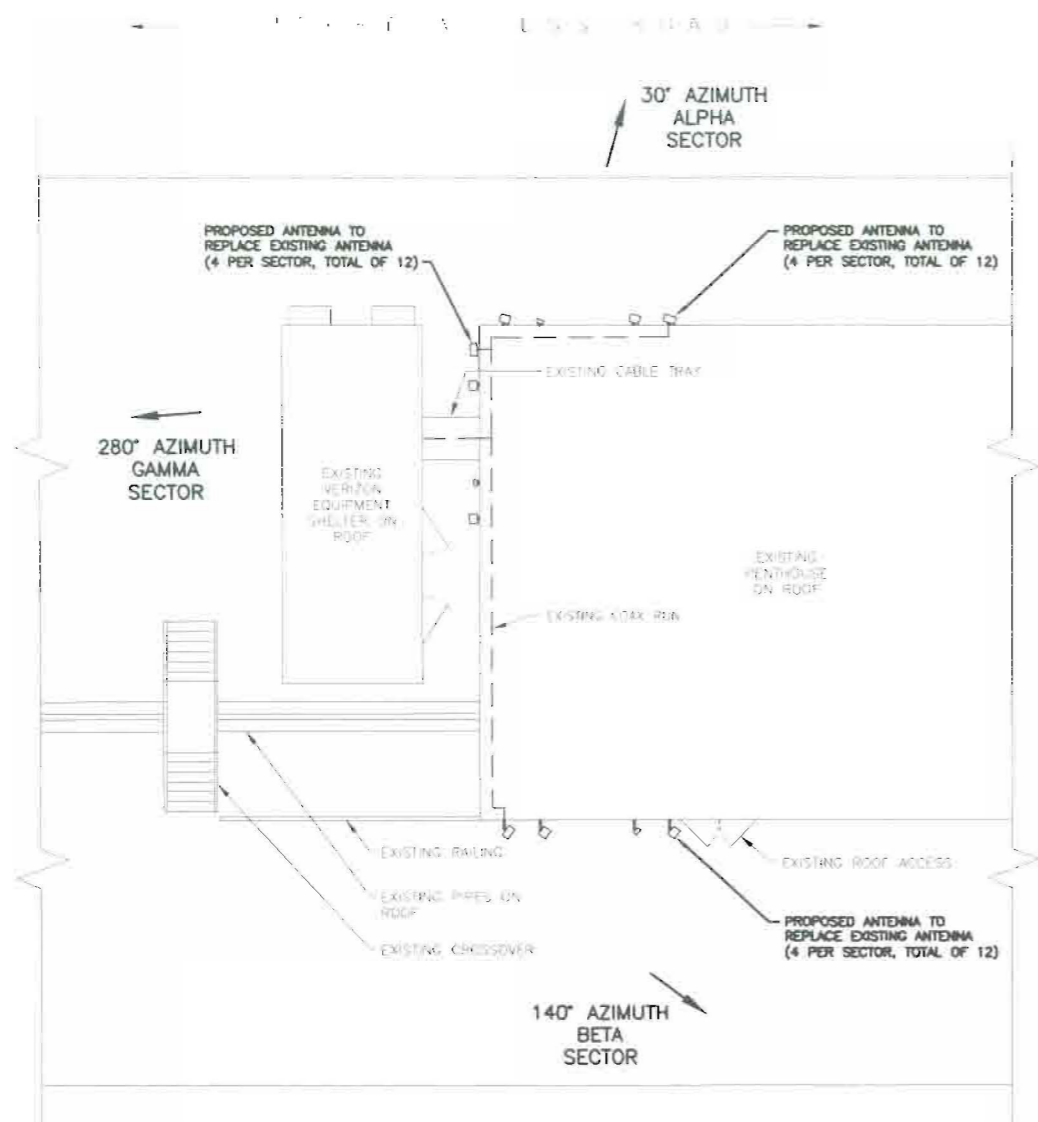 30° AZIMUTH
ALPHA
SECTOR
PROPOSED ANTENNA TO
REPLACE EXISTING ANTENNA
(4 PER SECTOR, TOTAL OF 12)
PROPOSED ANTENNA TO
REPLACE EXISTING ANTENNA
(4 PER SECTOR, TOTAL OF 12)
EXISTING CABLE TRAY
280° AZIMUTH
GAMMA
SECTOR
EXISTING
VERIZON
EQUIPMENT
SHELTER ON
ROOF
EXISTING
PENTHOUSE
ON ROOF
EXISTING COAX RUN
EXISTING RAILING
EXISTING ROOF ACCESS
EXISTING PIPES ON
ROOF
EXISTING CROSSOVER
PROPOSED ANTENNA TO
REPLACE EXISTING ANTENNA
(4 PER SECTOR, TOTAL OF 12)
140° AZIMUTH
BETA
SECTOR